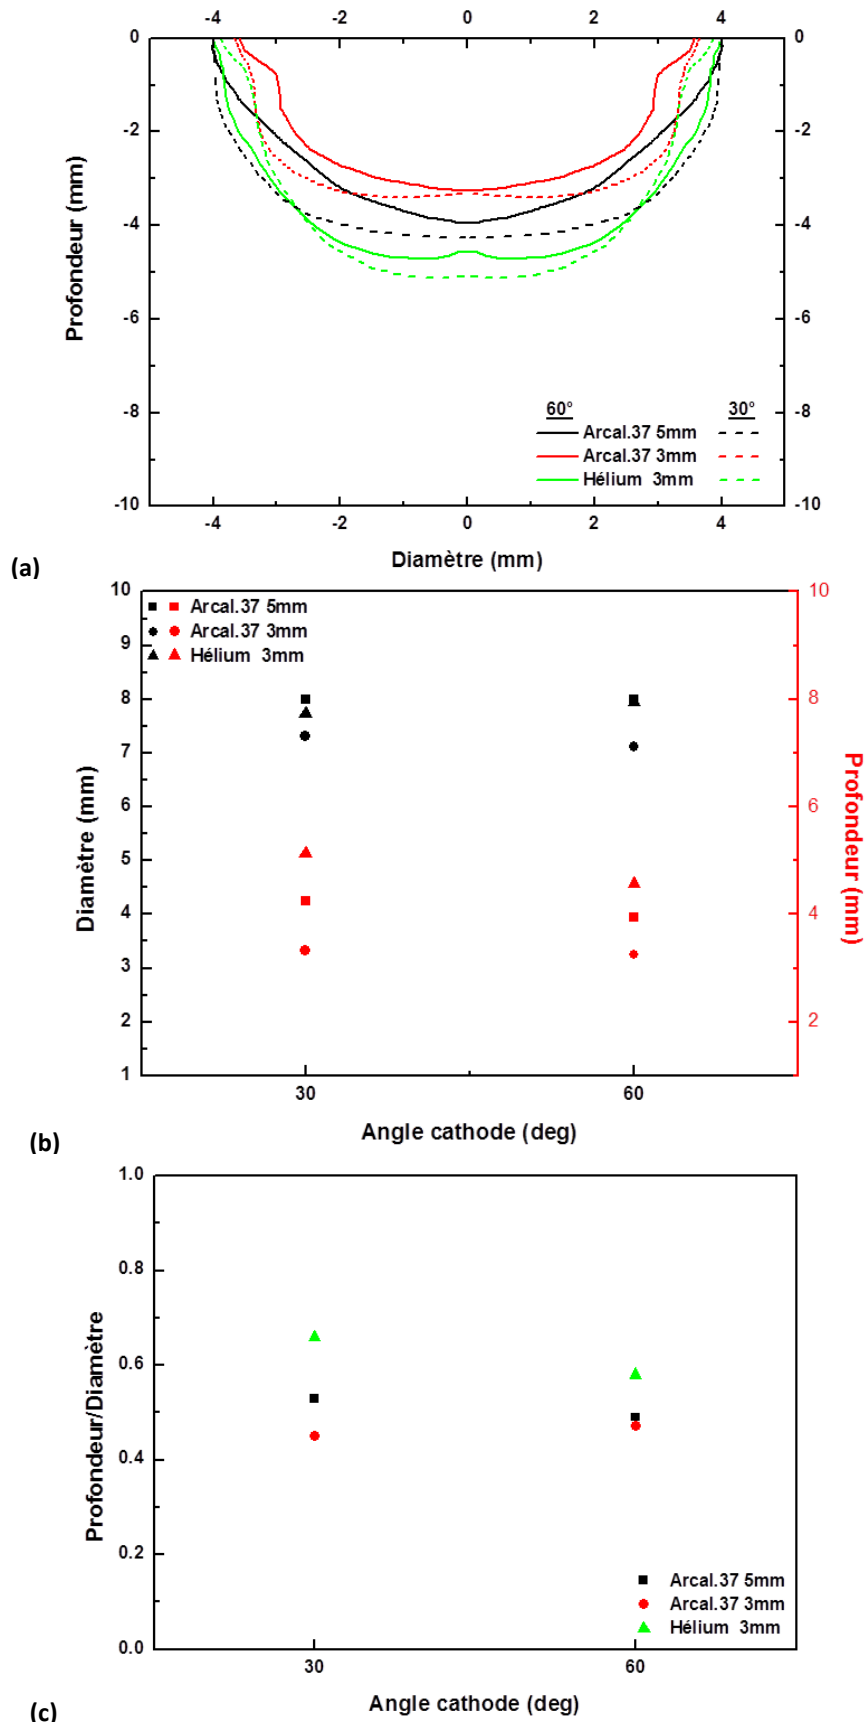 -4 -2 0 2 4
0 0
-2 -2
-4 -4
-6 -6
-8 -8
-10 -10
Profondeur (mm)
60° 30°
Arcal.37 5mm
Arcal.37 3mm
Hélium 3mm
-4 -2 0 2 4
Diamètre (mm)
(a)
10 10
9
8 8
7
6 6
5
4 4
3
2 2
1
Arcal.37 5mm
Arcal.37 3mm
Hélium 3mm
Diamètre (mm)
Profondeur (mm)
30 60
Angle cathode (deg)
(b)
1.0
0.8
0.6
0.4
0.2
0.0
Profondeur/Diamètre
Arcal.37 5mm
Arcal.37 3mm
Hélium 3mm
30 60
Angle cathode (deg)
(c)